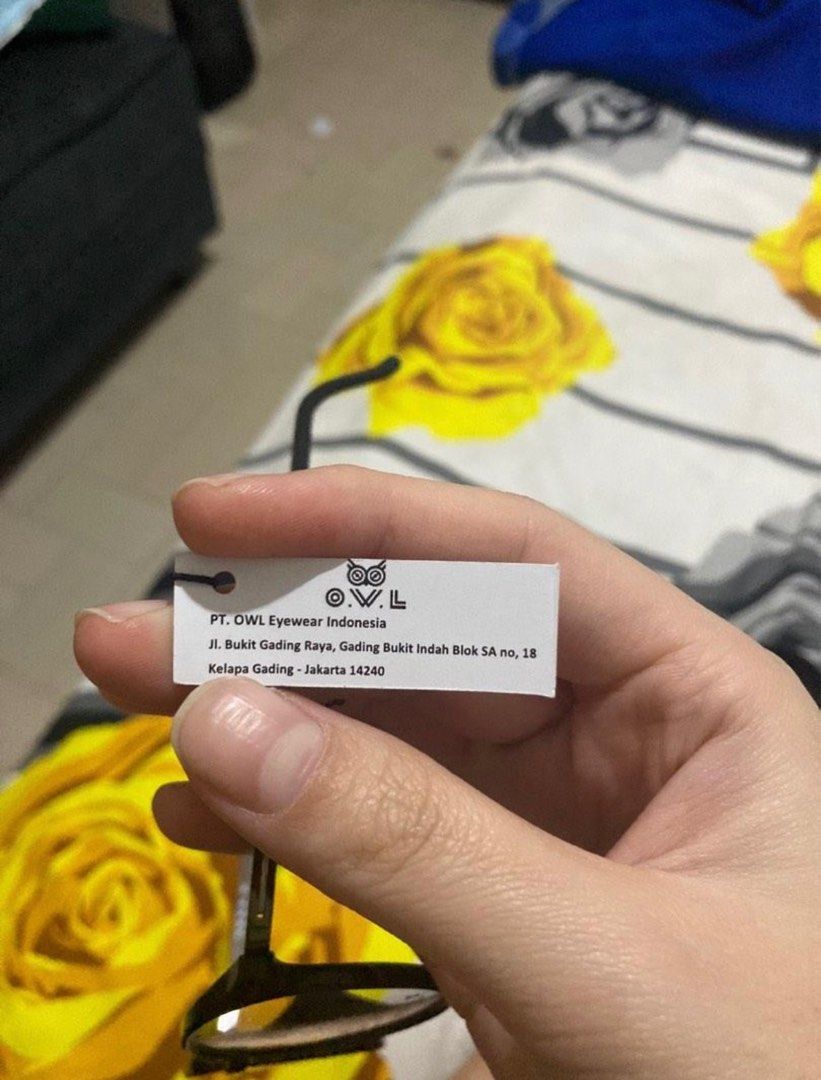 O.W.L
PT. OWL Eyewear Indonesia
Jl. Bukit Gading Raya, Gading Bukit Indah Blok SA no, 18
Kelapa Gading - Jakarta 14240